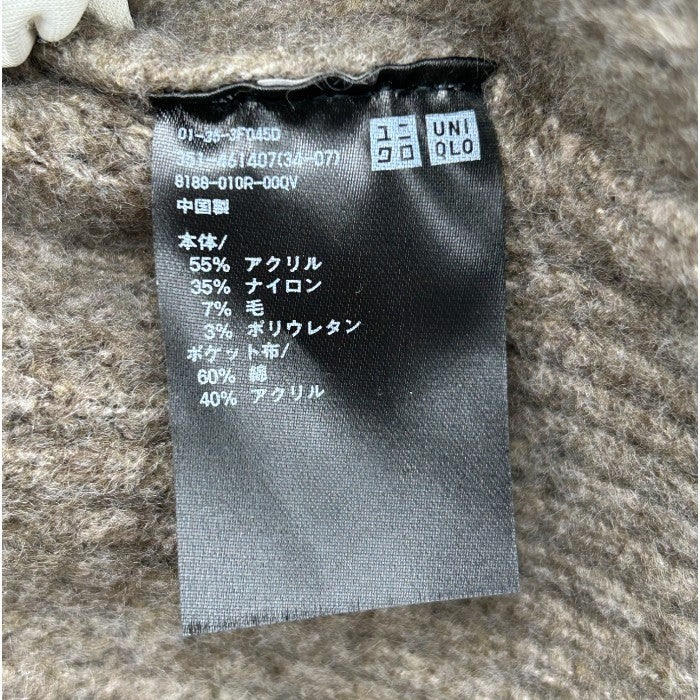 01-35-3F045D
351-461407(34-07)
8188-010R-00QV
中国製
ユニ
クロ
UNI
QLO
本体/
55% アクリル
35% ナイロン
7% 毛
3% ポリウレタン
ポケット布/
60% 綿
40% アクリル